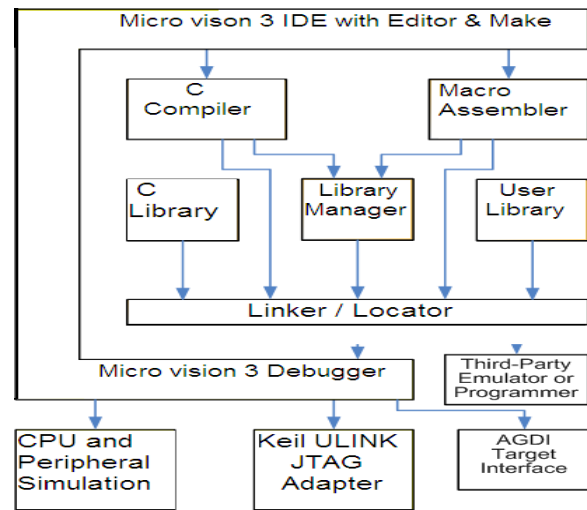 Micro vison 3 IDE with Editor & Make
C
Compiler
Macro
Assembler
C
Library
Library
Manager
User
Library
Linker / Locator
Micro vision 3 Debugger
Third-Party
Emulator or
Programmer
CPU and
Peripheral
Simulation
Keil ULINK
JTAG
Adapter
AGDI
Target
Interface